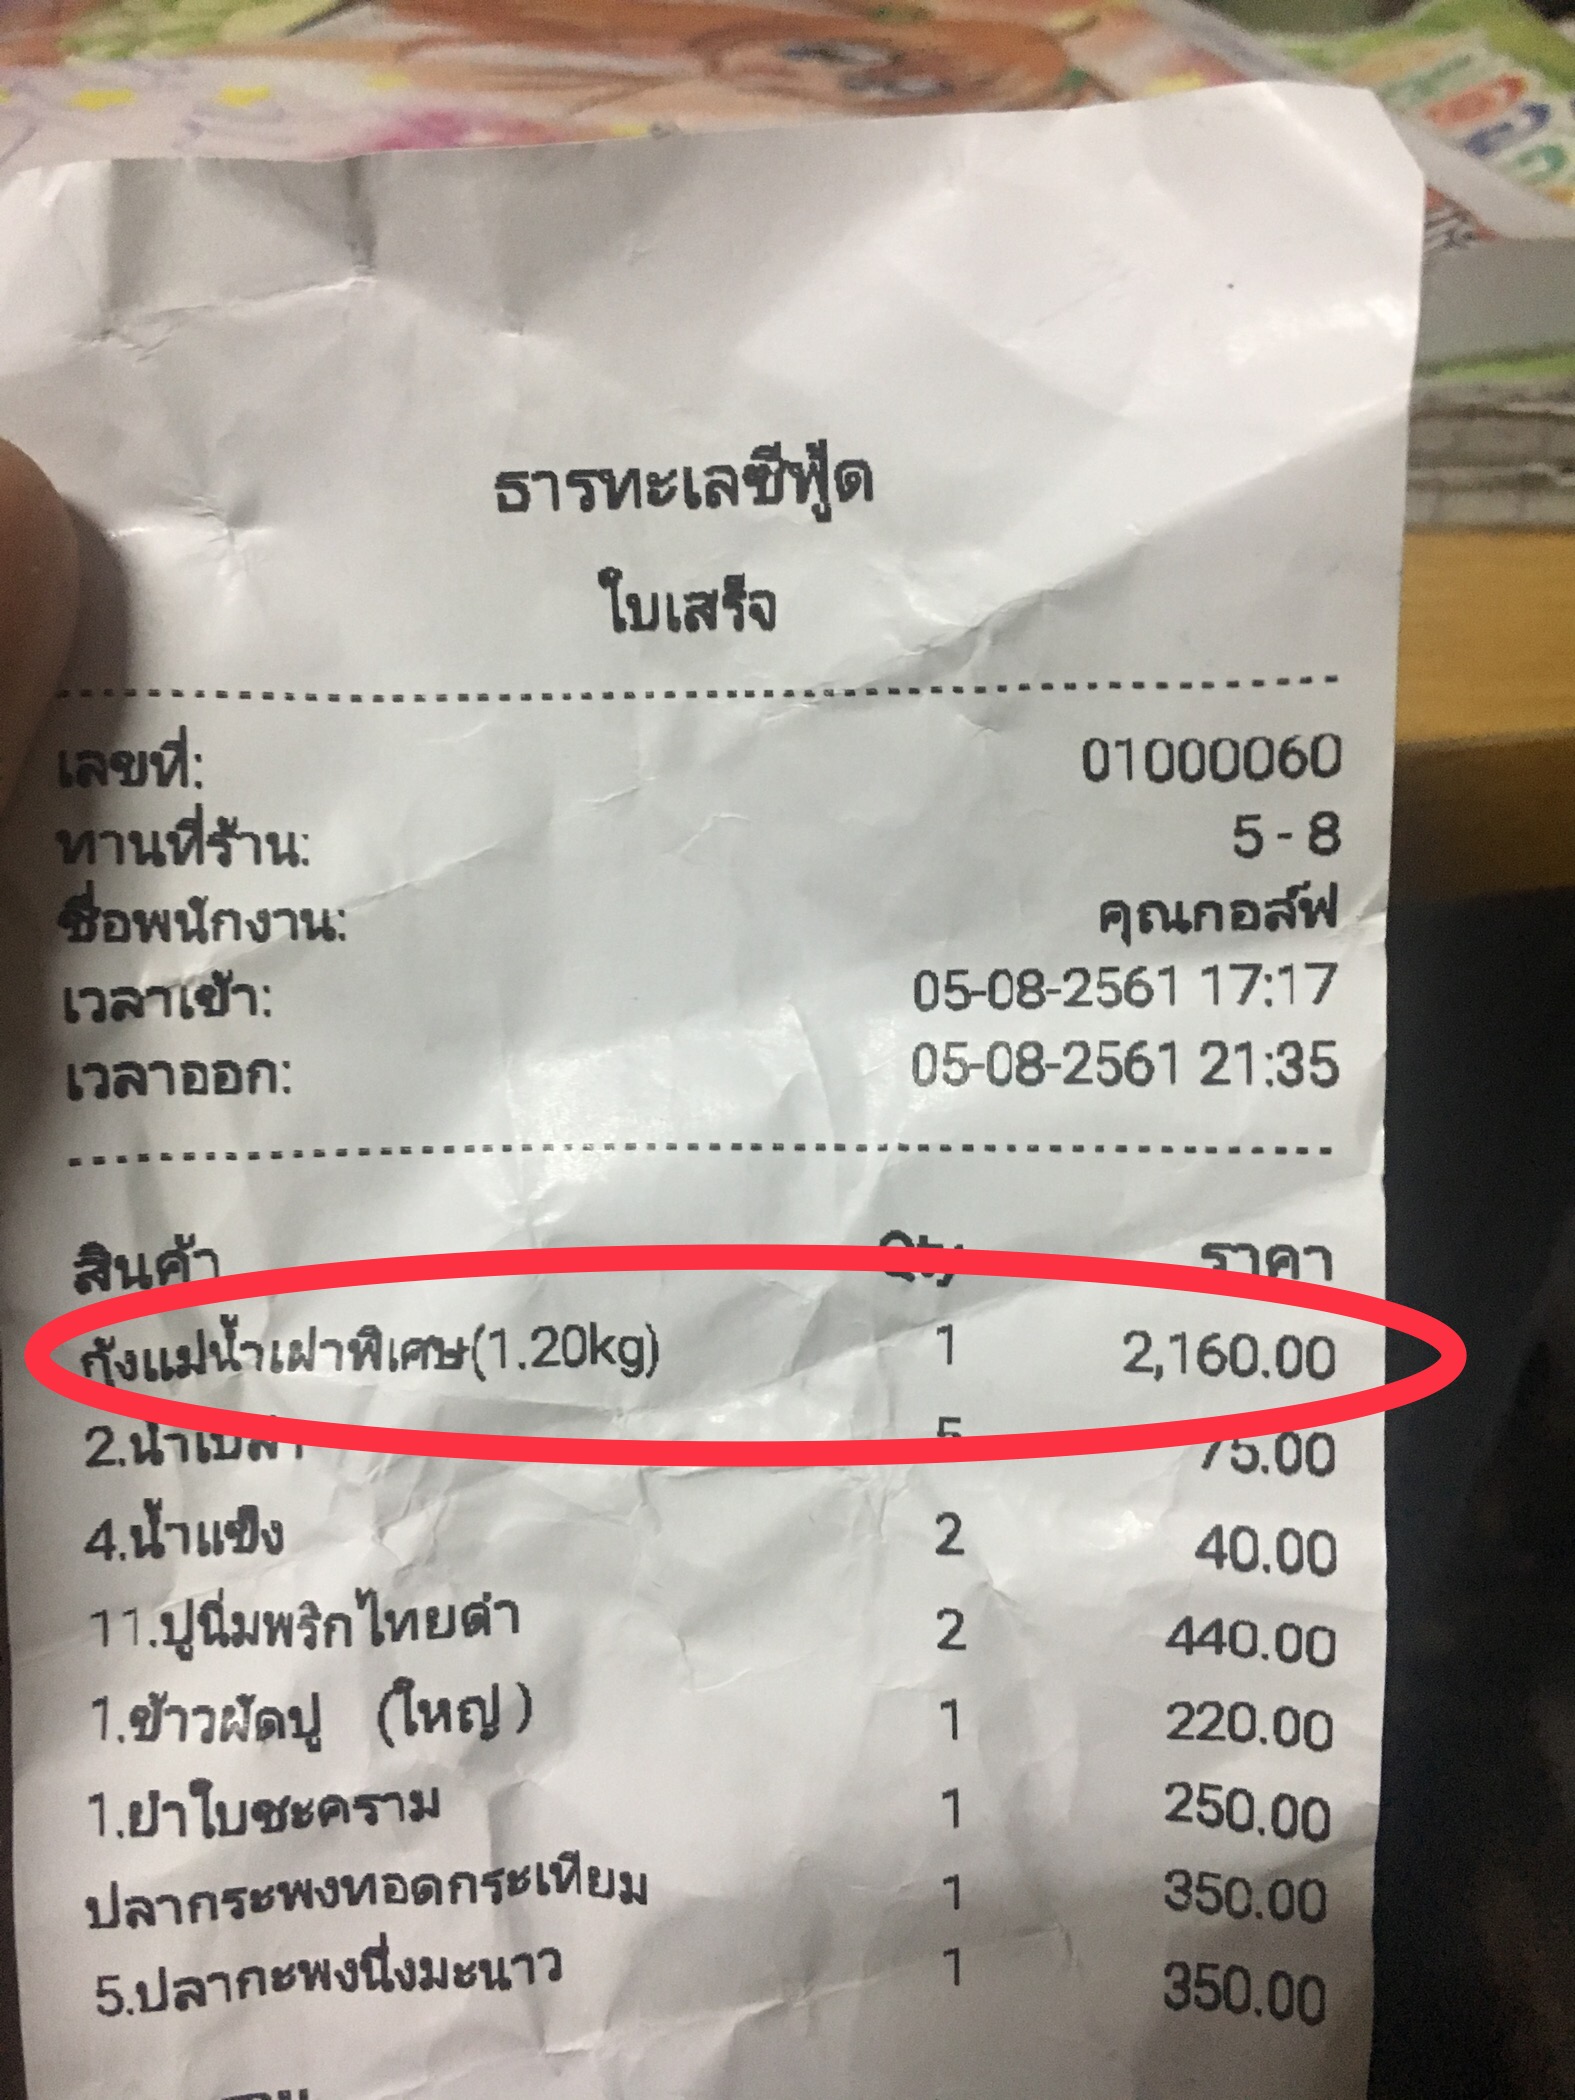 ธารทะเลซีฟู้ด
ใบเสร็จ
เลขที่: 01000060
ทานที่ร้าน: 5 - 8
ชื่อพนักงาน: คุณกอล์ฟ
เวลาเข้า: 05-08-2561 17:17
เวลาออก: 05-08-2561 21:35
สินค้า Qty ราคา
กุ้งแม่น้ำเผาพิเศษ(1.20kg) 1 2,160.00
2.น้ำเปล่า 5 75.00
4.น้ำแข็ง 2 40.00
11.ปูนิ่มพริกไทยดำ 2 440.00
1.ข้าวผัดปู (ใหญ่) 1 220.00
1.ยำใบชะคราม 1 250.00
ปลากระพงทอดกระเทียม 1 350.00
5.ปลากะพงนึ่งมะนาว 1 350.00